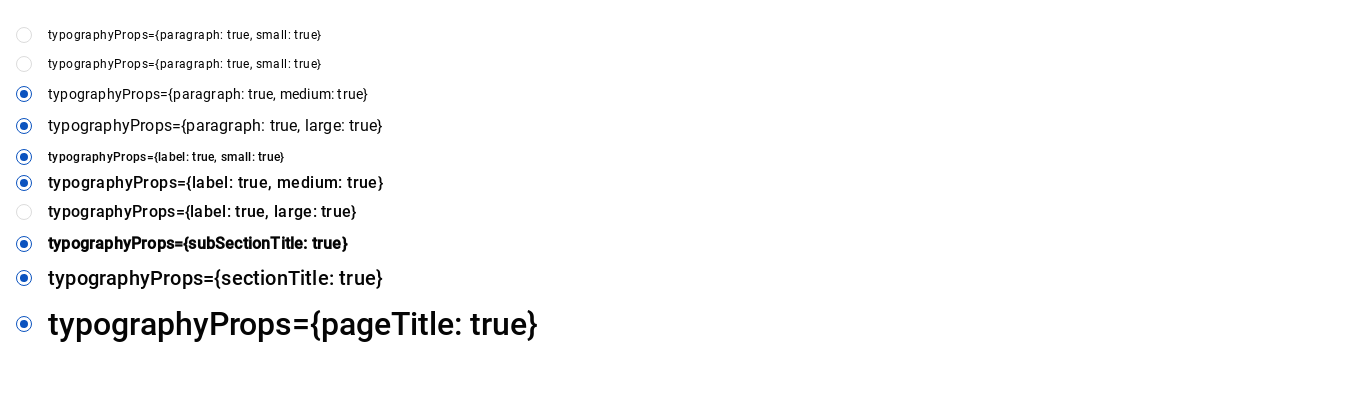 typographyProps={paragraph: true, small: true}
typographyProps={paragraph: true, small: true}
typographyProps={paragraph: true, medium: true}
typographyProps={paragraph: true, large: true}
typographyProps={label: true, small: true}
typographyProps={label: true, medium: true}
typographyProps={label: true, large: true}
typographyProps={subSectionTitle: true}
typographyProps={sectionTitle: true}
typographyProps={pageTitle: true}